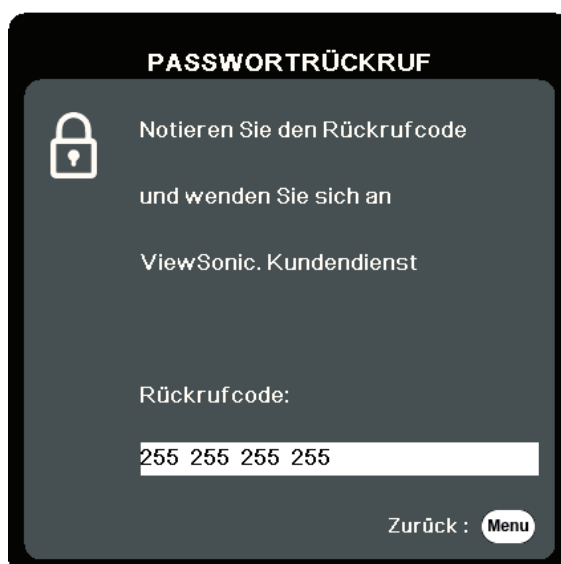 PASSWORTRÜCKRUF
Notieren Sie den Rückrufcode
und wenden Sie sich an
ViewSonic. Kundendienst
Rückrufcode:
255 255 255 255
Zurück : Menu